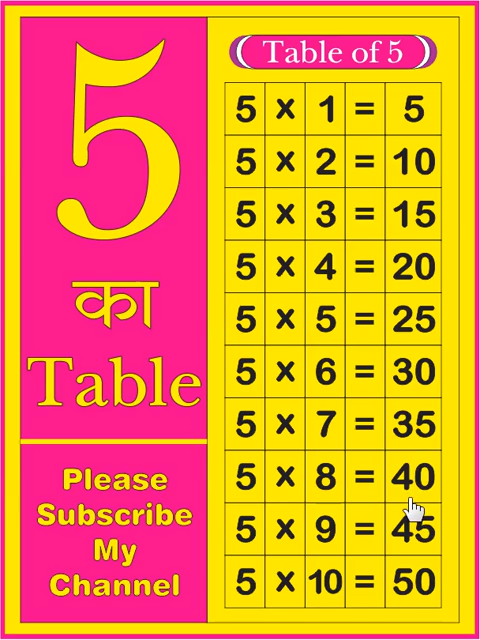 5
का
Table
Please
Subscribe
My
Channel
Table of 5
5 × 1 = 5
5 × 2 = 10
5 × 3 = 15
5 × 4 = 20
5 × 5 = 25
5 × 6 = 30
5 × 7 = 35
5 × 8 = 40
5 × 9 = 45
5 × 10 = 50